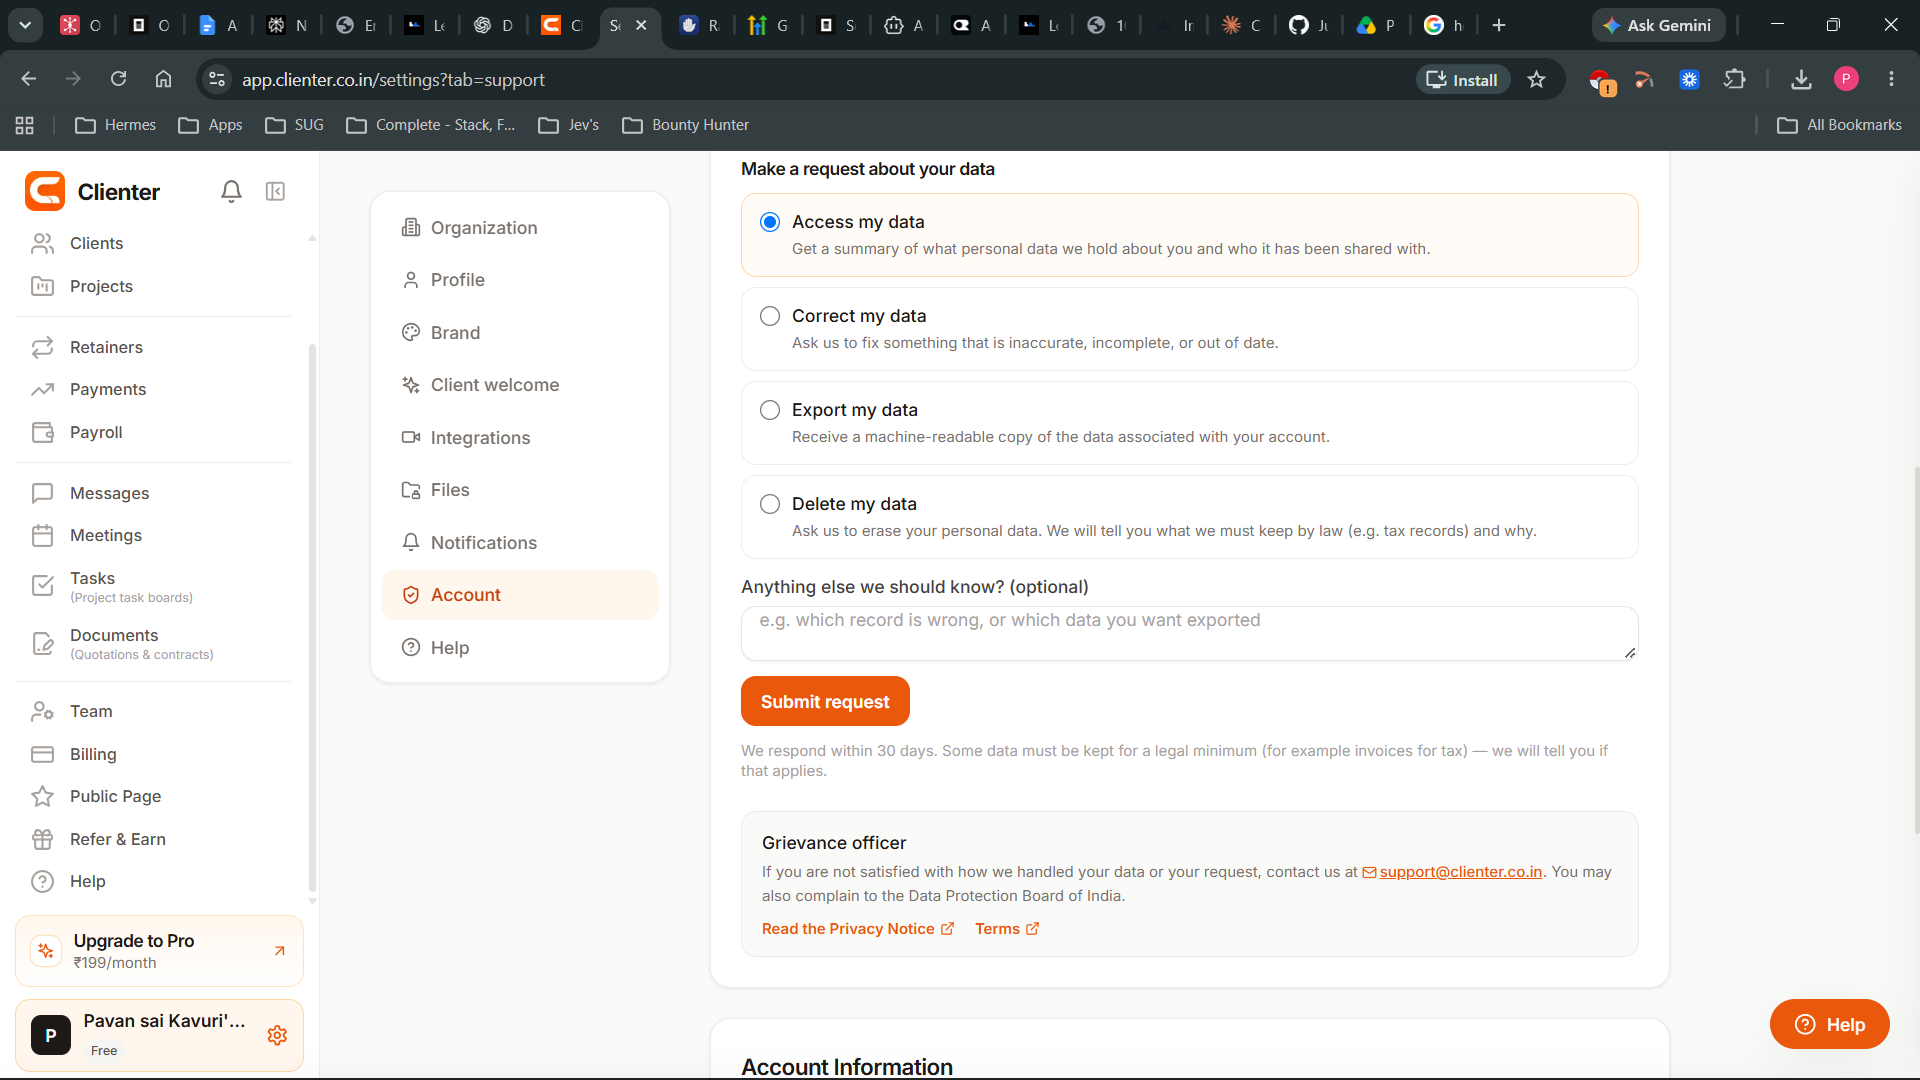 Ask Gemini
app.clienter.co.in/settings?tab=support
Install
Hermes
Apps
SUG
Complete - Stack, F...
Jev's
Bounty Hunter
All Bookmarks
Clienter
Clients
Projects
Retainers
Payments
Payroll
Messages
Meetings
Tasks
(Project task boards)
Documents
(Quotations & contracts)
Team
Billing
Public Page
Refer & Earn
Help
Upgrade to Pro
₹199/month
P
Pavan sai Kavuri'...
Free
Organization
Profile
Brand
Client welcome
Integrations
Files
Notifications
Account
Help
Make a request about your data
Access my data
Get a summary of what personal data we hold about you and who it has been shared with.
Correct my data
Ask us to fix something that is inaccurate, incomplete, or out of date.
Export my data
Receive a machine-readable copy of the data associated with your account.
Delete my data
Ask us to erase your personal data. We will tell you what we must keep by law (e.g. tax records) and why.
Anything else we should know? (optional)
e.g. which record is wrong, or which data you want exported
Submit request
We respond within 30 days. Some data must be kept for a legal minimum (for example invoices for tax) — we will tell you if
that applies.
Grievance officer
If you are not satisfied with how we handled your data or your request, contact us at support@clienter.co.in. You may
also complain to the Data Protection Board of India.
Read the Privacy Notice
Terms
Account Information
Help